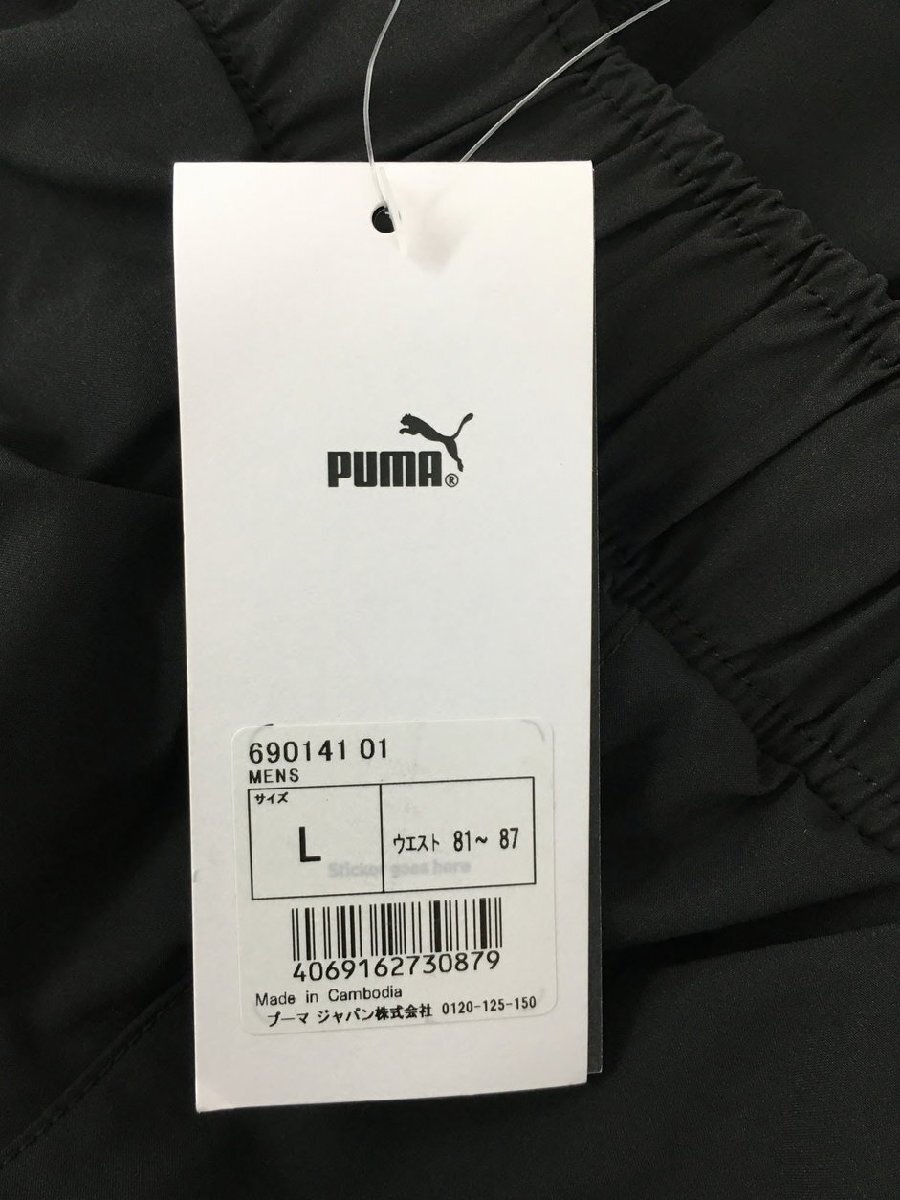 PUMA®
690141 01
MENS
サイズ
L
ウエスト 81~ 87
Sticker goes here
4069162730879
Made in Cambodia
プーマ ジャパン株式会社 0120-125-150